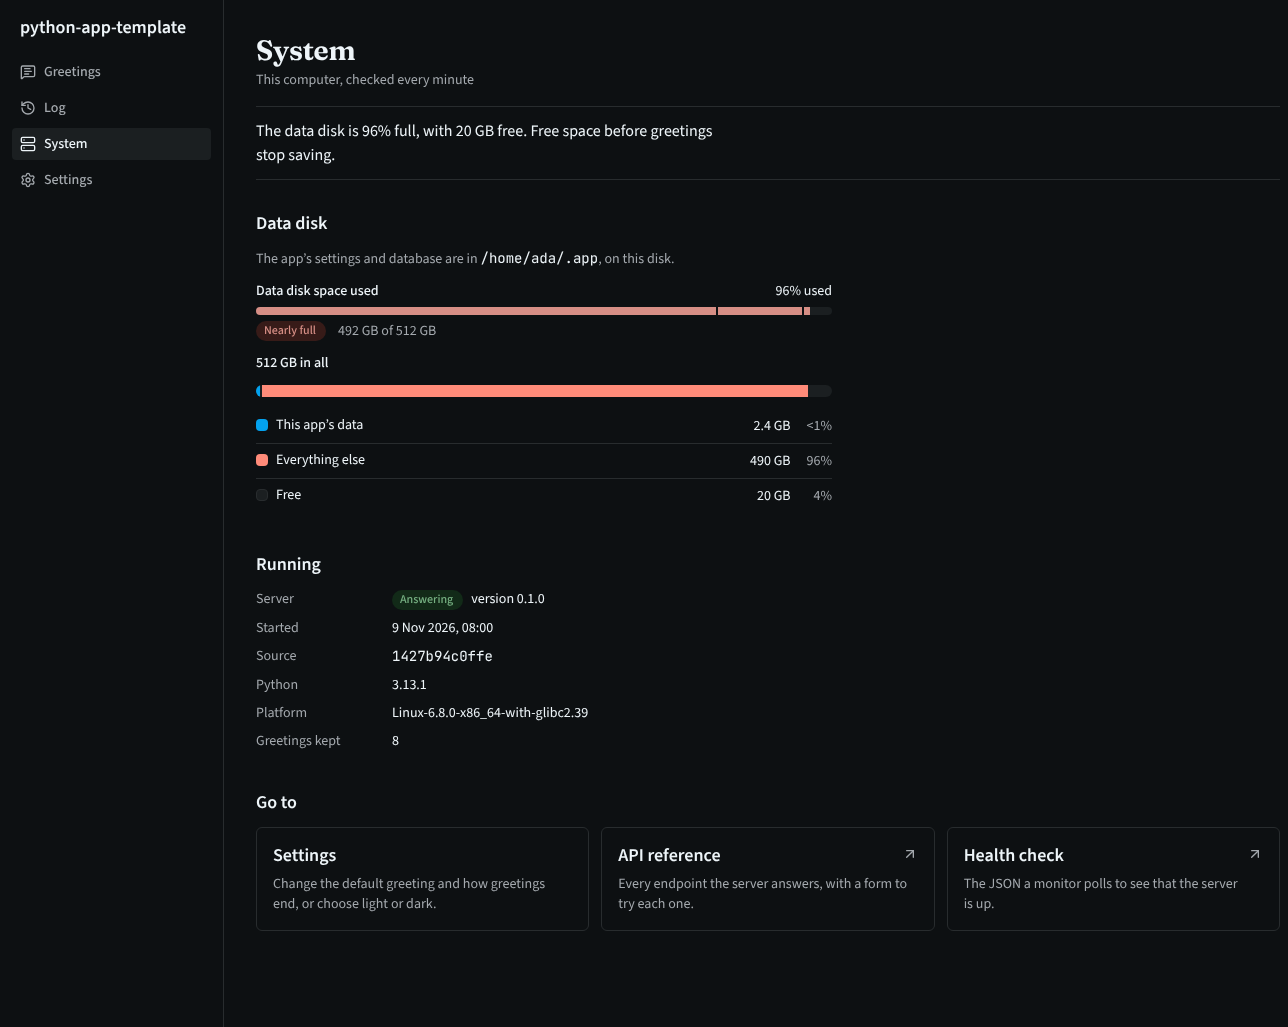 python-app-template
Greetings
Log
System
Settings
System
This computer, checked every minute
The data disk is 96% full, with 20 GB free. Free space before greetings
stop saving.
Data disk
The app’s settings and database are in /home/ada/.app, on this disk.
Data disk space used 96% used
Nearly full 492 GB of 512 GB
512 GB in all
This app’s data 2.4 GB <1%
Everything else 490 GB 96%
Free 20 GB 4%
Running
Server Answering version 0.1.0
Started 9 Nov 2026, 08:00
Source 1427b94c0ffe
Python 3.13.1
Platform Linux-6.8.0-x86_64-with-glibc2.39
Greetings kept 8
Go to
Settings
Change the default greeting and how greetings
end, or choose light or dark.
API reference
Every endpoint the server answers, with a form to
try each one.
Health check
The JSON a monitor polls to see that the server
is up.